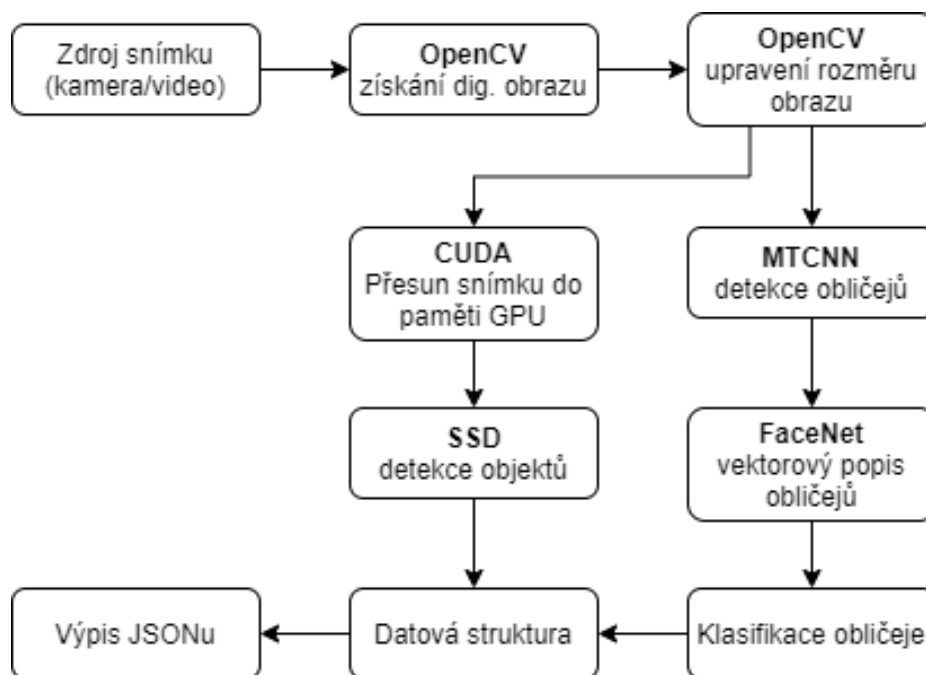 Zdroj snímku
(kamera/video)
OpenCV
získání dig. obrazu
OpenCV
upravení rozměru
obrazu
CUDA
Přesun snímku do
paměti GPU
MTCNN
detekce obličejů
SSD
detekce objektů
FaceNet
vektorový popis
obličejů
Výpis JSONu
Datová struktura
Klasifikace obličeje